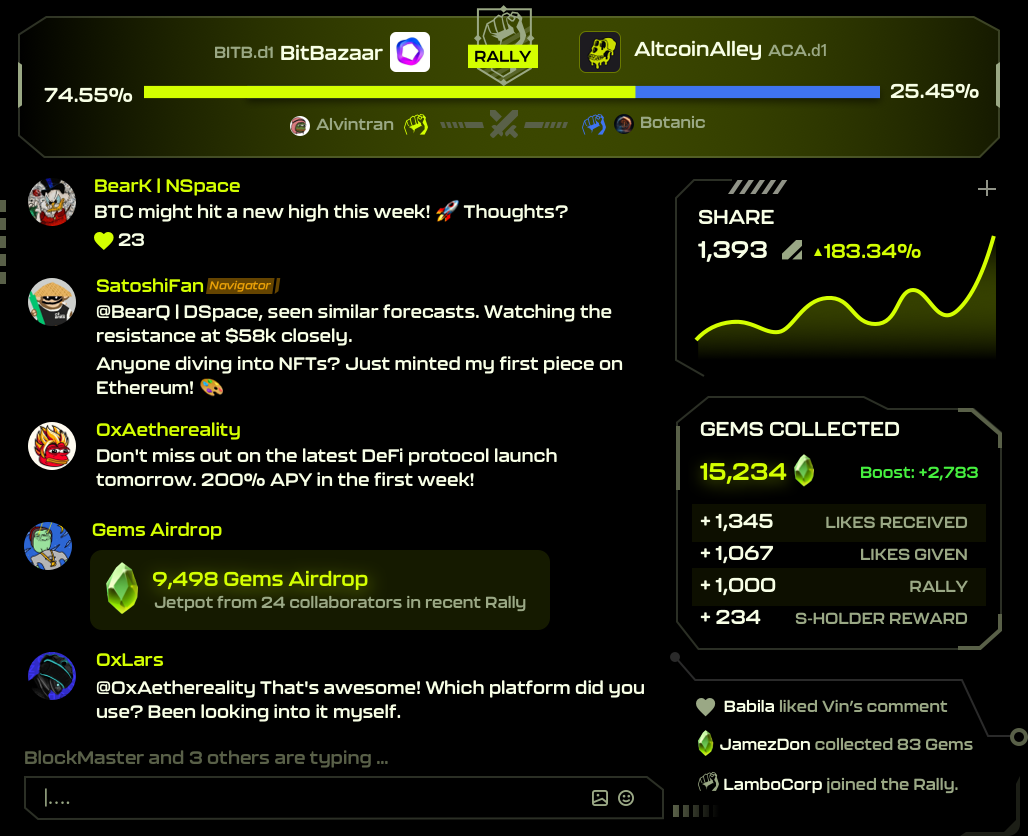 BITB.d1 BitBazaar
RALLY
AltcoinAlley ACA.d1
74.55%
25.45%
Alvintran
Botanic
BearK | NSpace
BTC might hit a new high this week! 🚀 Thoughts?
23
SatoshiFan Navigator
@BearQ | DSpace, seen similar forecasts. Watching the
resistance at $58k closely.
Anyone diving into NFTs? Just minted my first piece on
Ethereum! 🎨
OxAethereality
Don't miss out on the latest DeFi protocol launch
tomorrow. 200% APY in the first week!
Gems Airdrop
9,498 Gems Airdrop
Jetpot from 24 collaborators in recent Rally
OxLars
@OxAethereality That's awesome! Which platform did you
use? Been looking into it myself.
BlockMaster and 3 others are typing ...
|....
SHARE
1,393 ▲183.34%
GEMS COLLECTED
15,234 Boost: +2,783
+ 1,345 LIKES RECEIVED
+ 1,067 LIKES GIVEN
+ 1,000 RALLY
+ 234 S-HOLDER REWARD
Babila liked Vin's comment
JamezDon collected 83 Gems
LamboCorp joined the Rally.